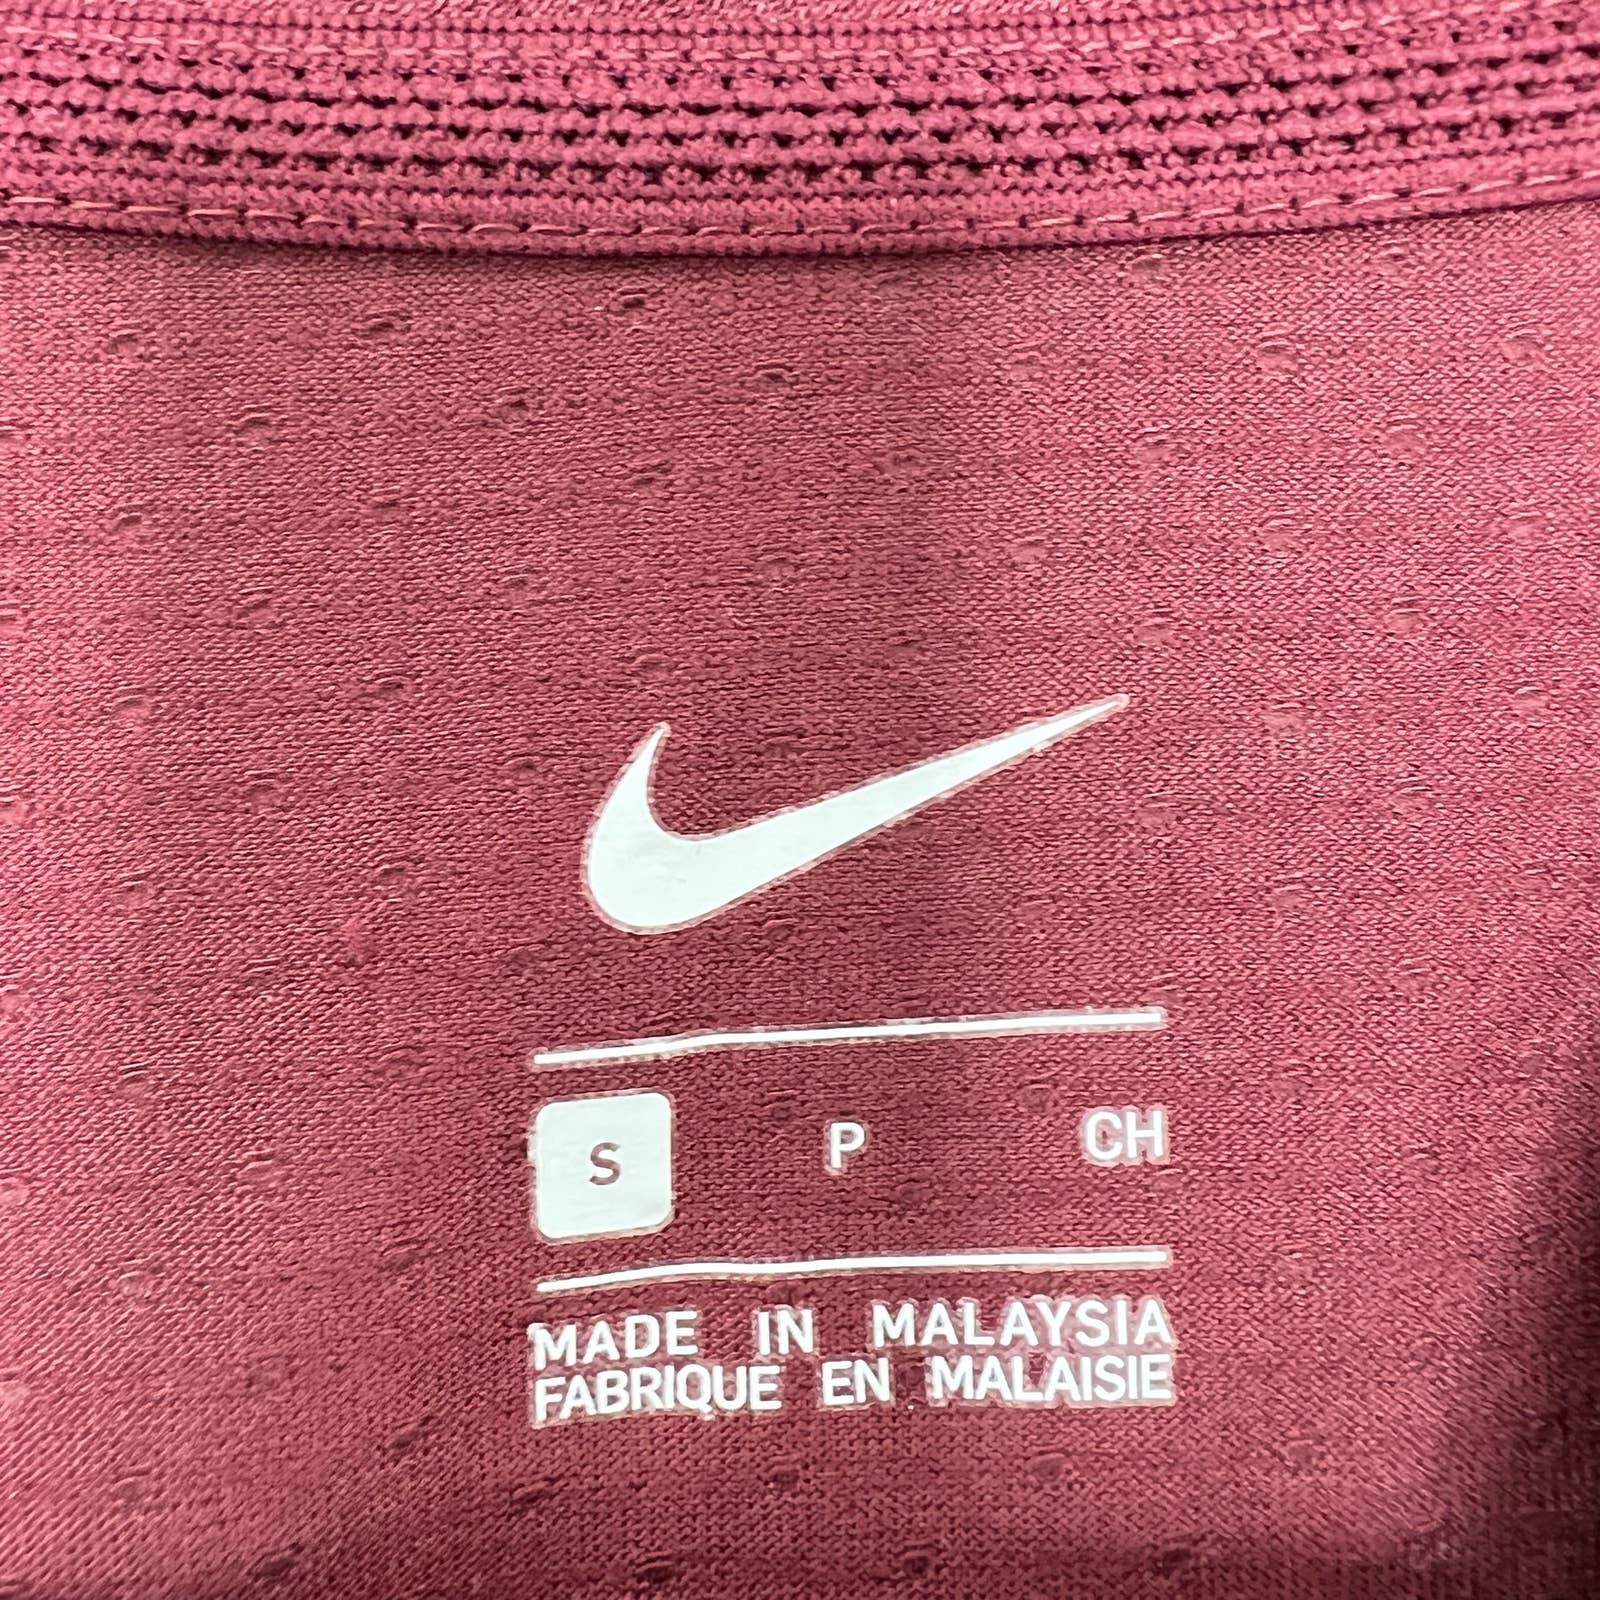 S P CH
MADE IN MALAYSIA
FABRIQUE EN MALAISIE